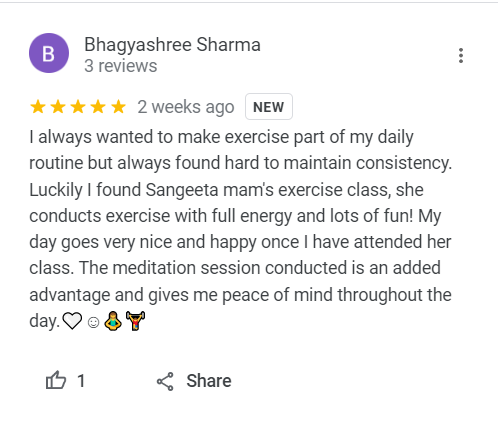 B
Bhagyashree Sharma
3 reviews
2 weeks ago NEW
I always wanted to make exercise part of my daily
routine but always found hard to maintain consistency.
Luckily I found Sangeeta mam's exercise class, she
conducts exercise with full energy and lots of fun! My
day goes very nice and happy once I have attended her
class. The meditation session conducted is an added
advantage and gives me peace of mind throughout the
day.🤍☺🧘‍♀️🏋️‍♀️
1 Share